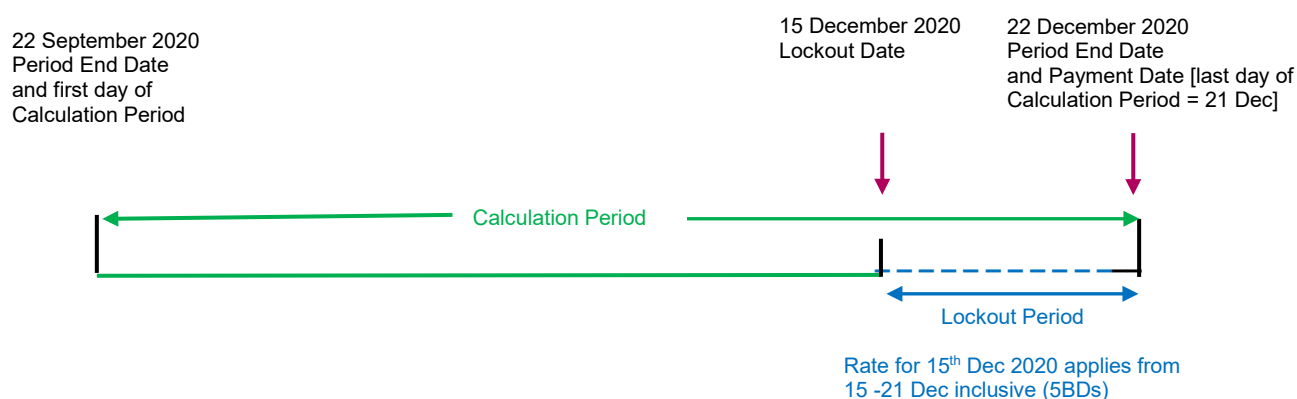 22 September 2020
Period End Date
and first day of
Calculation Period
15 December 2020
Lockout Date
22 December 2020
Period End Date
and Payment Date [last day of
Calculation Period = 21 Dec]
Calculation Period
Lockout Period
Rate for 15th Dec 2020 applies from
15 -21 Dec inclusive (5BDs)